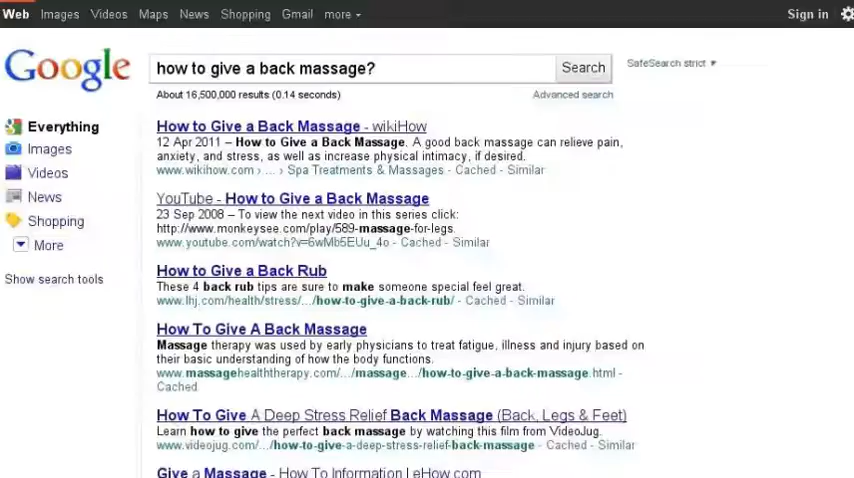 Web Images Videos Maps News Shopping Gmail more Sign in
Google
how to give a back massage? Search SafeSearch strict
About 16,500,000 results (0.14 seconds) Advanced search
Everything
Images
Videos
News
Shopping
More
Show search tools
How to Give a Back Massage - wikiHow
12 Apr 2011 – How to Give a Back Massage. A good back massage can relieve pain,
anxiety, and stress, as well as increase physical intimacy, if desired.
www.wikihow.com › ... › Spa Treatments & Massages - Cached - Similar
YouTube - How to Give a Back Massage
23 Sep 2008 – To view the next video in this series click:
http://www.monkeysee.com/play/589-massage-for-legs.
www.youtube.com/watch?v=6wMb5EUu_4o - Cached - Similar
How to Give a Back Rub
These 4 back rub tips are sure to make someone special feel great.
www.lhj.com/health/stress/.../how-to-give-a-back-rub/ - Cached - Similar
How To Give A Back Massage
Massage therapy was used by early physicians to treat fatigue, illness and injury based on
their basic understanding of how the body functions.
www.massagehealththerapy.com/.../massage.../how-to-give-a-back-massage.html -
Cached
How To Give A Deep Stress Relief Back Massage (Back, Legs & Feet)
Learn how to give the perfect back massage by watching this film from VideoJug.
www.videojug.com/.../how-to-give-a-deep-stress-relief-back-massage - Cached - Similar
Give a Massage - How To Information | eHow.com